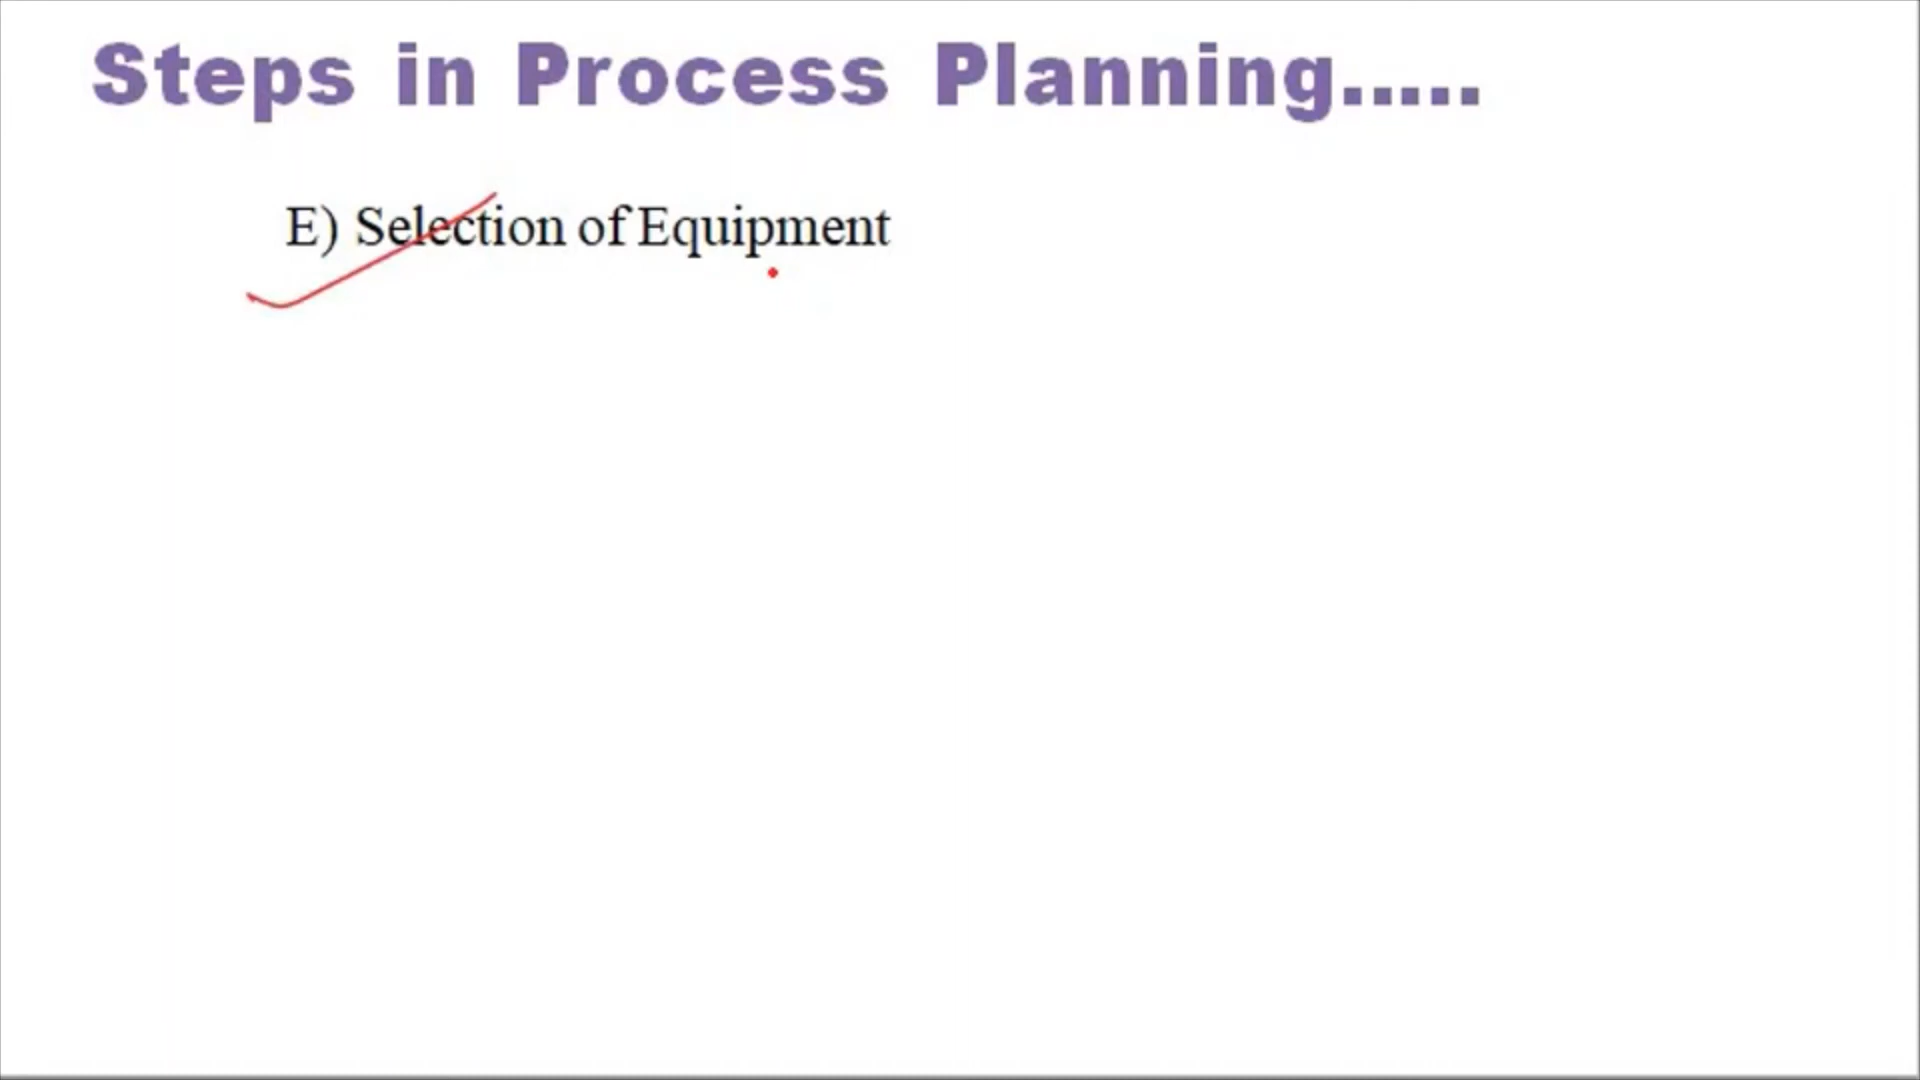 Steps in Process Planning.....
E) Selection of Equipment